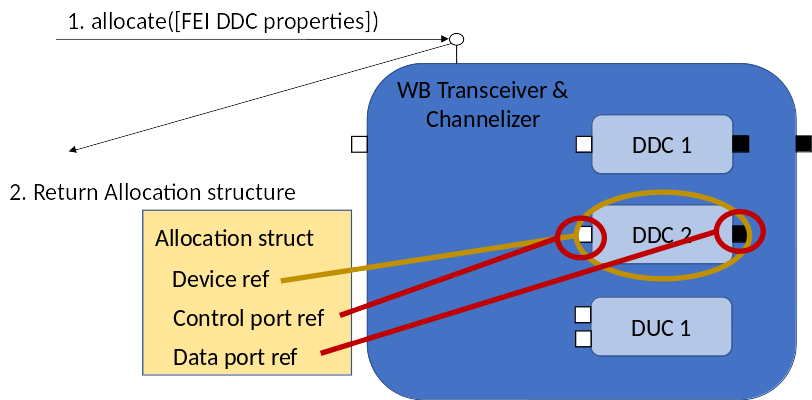 1. allocate([FEI DDC properties])
WB Transceiver &
Channelizer
DDC 1
2. Return Allocation structure
Allocation struct
DDC 2
Device ref
Control port ref
DUC 1
Data port ref